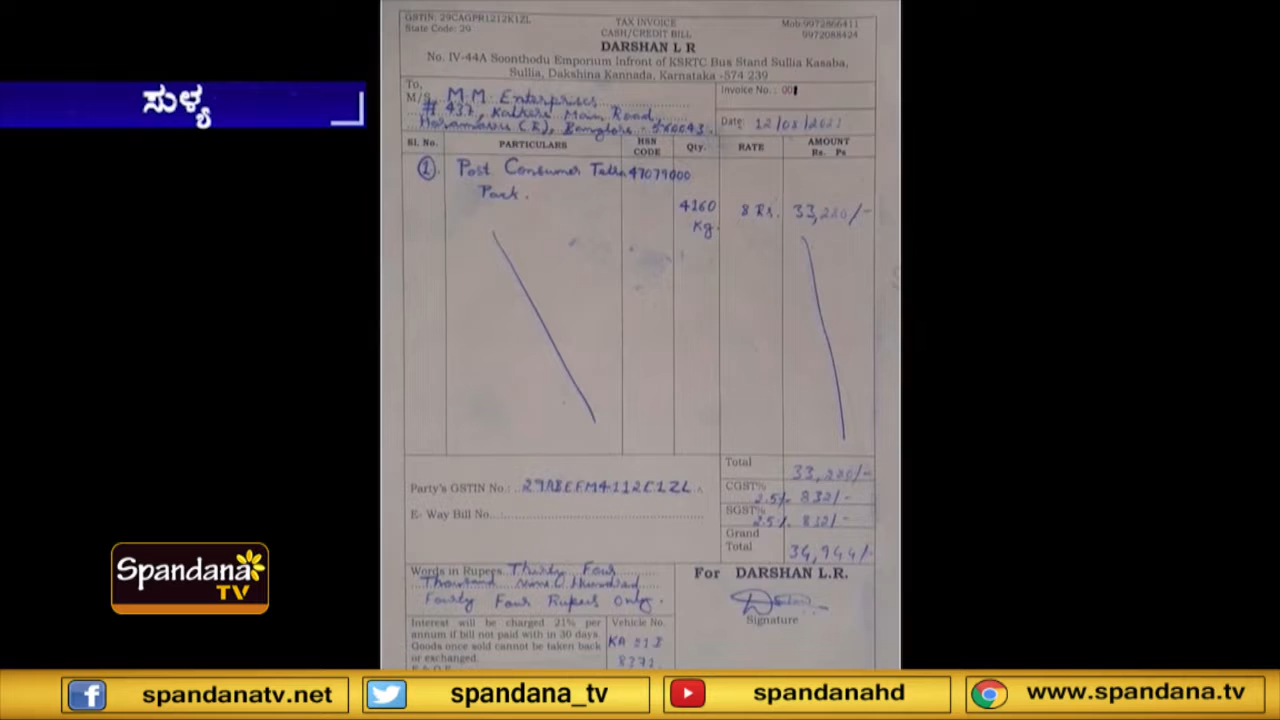 GSTIN: 29CAGPR1212K1ZL
State Code: 29
TAX INVOICE
CASH/CREDIT BILL
Mob:9972866411
9972088424
DARSHAN L R
No. IV-44A Soonthodu Emporium Infront of KSRTC Bus Stand Sullia Kasaba,
Sullia, Dakshina Kannada, Karnataka -574 239
ಸುಳ್ಯ
To,
M/S. M.M. Enterprises
# 437, Kalkere Main Road,
Horamavu (R), Banglore - 560043.
Invoice No. : 001
Date: 12/08/2021
Sl. No. PARTICULARS HSN CODE Qty. RATE AMOUNT Rs. Ps
① Post Consumer Tetra 47079000
Pack.
4160 Kg. 8 Rs. 33,280/-
Total 33,280/-
Party's GSTIN No.: 29ABEFM4112C1ZL
CGST% 2.5%. 832/-
E- Way Bill No.
SGST% 2.5%. 832/-
Grand Total 34,944/-
Words in Rupees Thirty Four
Thousand Nine Hundred
Fourty Four Rupees Only.
For DARSHAN L.R.
Signature
Interest will be charged 21% per
annum if bill not paid with in 30 days.
Goods once sold cannot be taken back
or exchanged.
Vehicle No.
KA 21B
8371
Spandana
TV
spandanatv.net
spandana_tv
spandanahd
www.spandana.tv